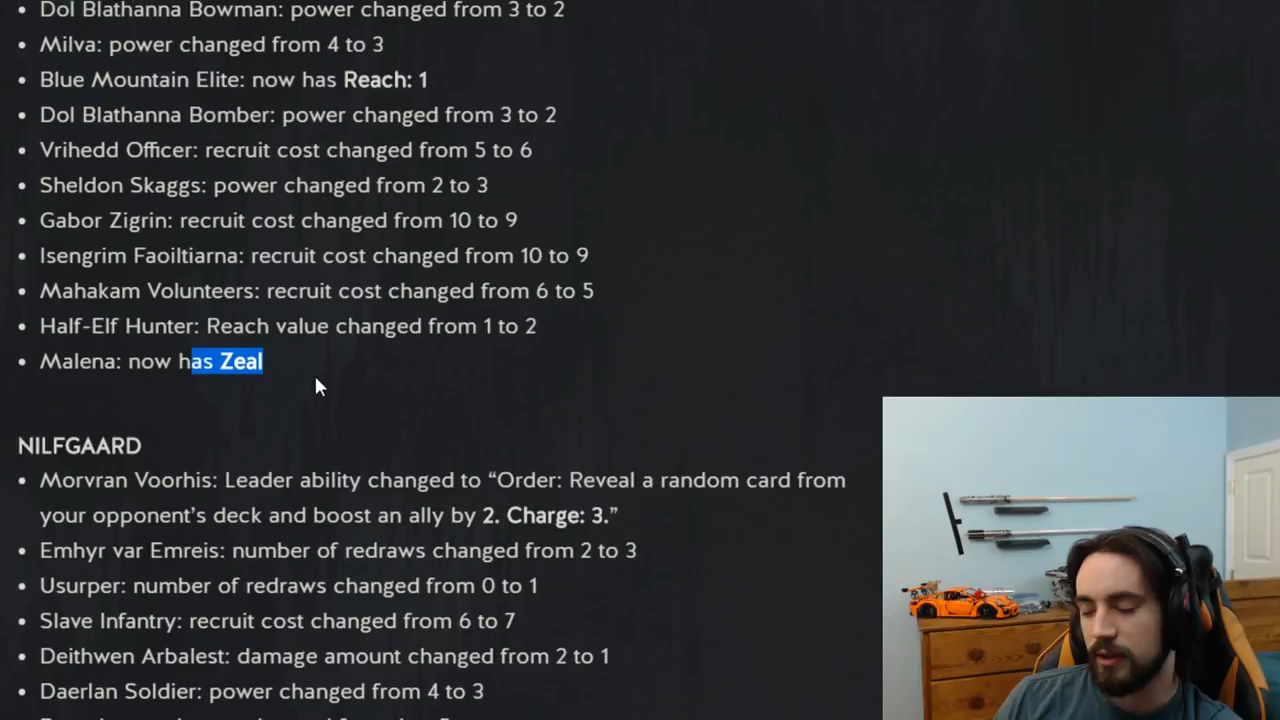 • Dol Blathanna Bowman: power changed from 3 to 2
• Milva: power changed from 4 to 3
• Blue Mountain Elite: now has Reach: 1
• Dol Blathanna Bomber: power changed from 3 to 2
• Vrihedd Officer: recruit cost changed from 5 to 6
• Sheldon Skaggs: power changed from 2 to 3
• Gabor Zigrin: recruit cost changed from 10 to 9
• Isengrim Faoiltiarna: recruit cost changed from 10 to 9
• Mahakam Volunteers: recruit cost changed from 6 to 5
• Half-Elf Hunter: Reach value changed from 1 to 2
• Malena: now has Zeal
NILFGAARD
• Morvran Voorhis: Leader ability changed to “Order: Reveal a random card from
your opponent’s deck and boost an ally by 2. Charge: 3.”
• Emhyr var Emreis: number of redraws changed from 2 to 3
• Usurper: number of redraws changed from 0 to 1
• Slave Infantry: recruit cost changed from 6 to 7
• Deithwen Arbalest: damage amount changed from 2 to 1
• Daerlan Soldier: power changed from 4 to 3